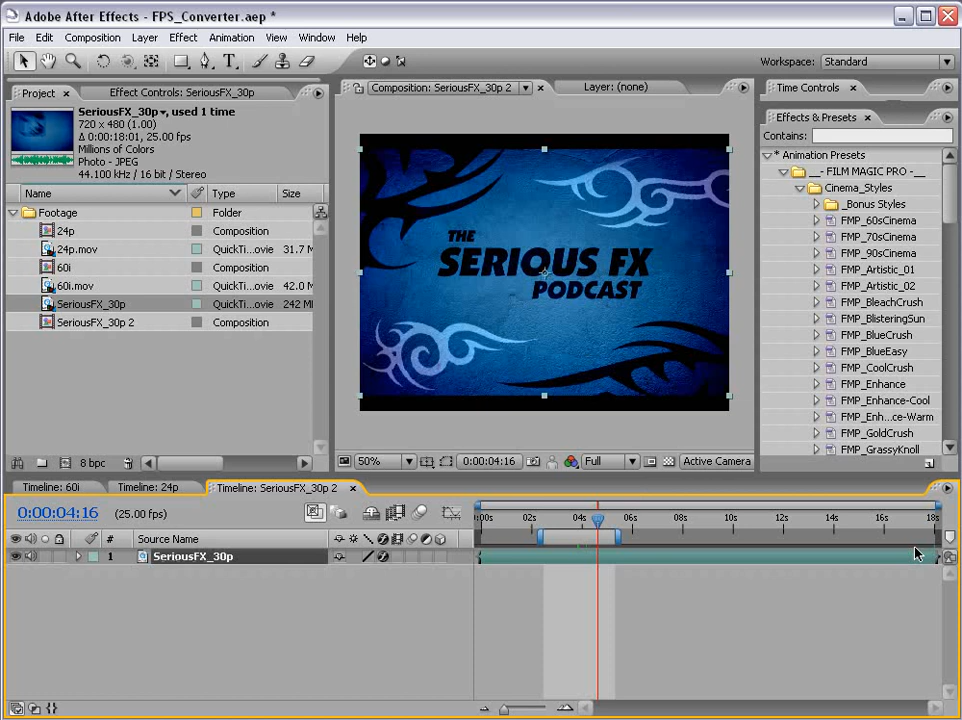 Adobe After Effects - FPS_Converter.aep *
File Edit Composition Layer Effect Animation View Window Help
Workspace: Standard
Project × Effect Controls: SeriousFX_30p
SeriousFX_30p, used 1 time
720 x 480 (1.00)
Δ 0:00:18:01, 25.00 fps
Millions of Colors
Photo - JPEG
44.100 kHz / 16 bit / Stereo
Name Type Size
Footage Folder
24p Composition
24p.mov QuickTi...ovie 31.7 M
60i Composition
60i.mov QuickTi...ovie 42.0 M
SeriousFX_30p QuickTi...ovie 242 ME
SeriousFX_30p 2 Composition
8 bpc
Composition: SeriousFX_30p 2 × Layer: (none)
THE
SERIOUS FX
PODCAST
50% 0:00:04:16 Full Active Camera
Time Controls ×
Effects & Presets ×
Contains:
* Animation Presets
__- FILM MAGIC PRO -__
Cinema_Styles
_Bonus Styles
FMP_60sCinema
FMP_70sCinema
FMP_90sCinema
FMP_Artistic_01
FMP_Artistic_02
FMP_BleachCrush
FMP_BlisteringSun
FMP_BlueCrush
FMP_BlueEasy
FMP_CoolCrush
FMP_Enhance
FMP_Enhance-Cool
FMP_Enh...ce-Warm
FMP_GoldCrush
FMP_GrassyKnoll
Timeline: 60i Timeline: 24p Timeline: SeriousFX_30p 2 ×
0:00:04:16 (25.00 fps)
:00s 02s 04s 06s 08s 10s 12s 14s 16s 18s
# Source Name
1 SeriousFX_30p